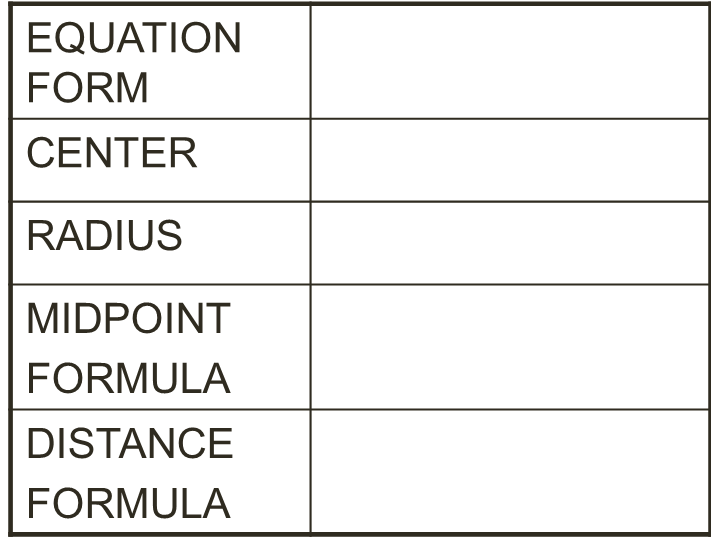 EQUATION
FORM
CENTER
RADIUS
MIDPOINT
FORMULA
DISTANCE
FORMULA